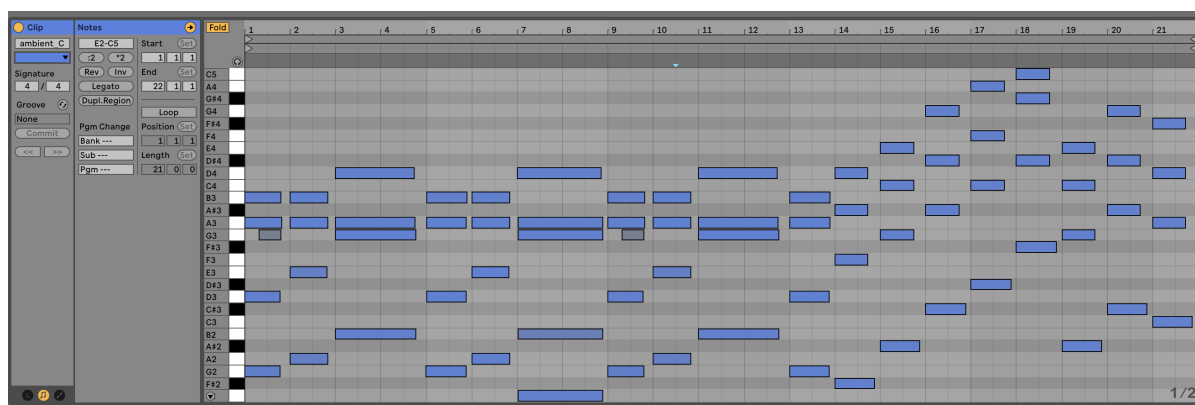 Clip
ambient_C
Signature
4 / 4
Groove
None
Commit
<< >>
Notes
E2-C5
:2 *2
Rev Inv
Legato
Dupl.Region
Pgm Change
Bank ---
Sub ---
Pgm ---
Start Set
1 1 1
End Set
22 1 1
Loop
Position Set
1 1 1
Length Set
21 0 0
Fold
1 2 3 4 5 6 7 8 9 10 11 12 13 14 15 16 17 18 19 20 21
C5
A4
G#4
G4
F#4
F4
E4
D#4
D4
C4
B3
A#3
A3
G3
F#3
F3
E3
D#3
D3
C#3
C3
B2
A#2
A2
G2
F#2
1/2